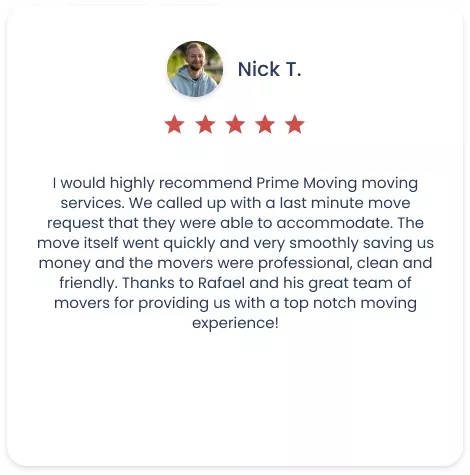 Nick T.
I would highly recommend Prime Moving moving
services. We called up with a last minute move
request that they were able to accommodate. The
move itself went quickly and very smoothly saving us
money and the movers were professional, clean and
friendly. Thanks to Rafael and his great team of
movers for providing us with a top notch moving
experience!